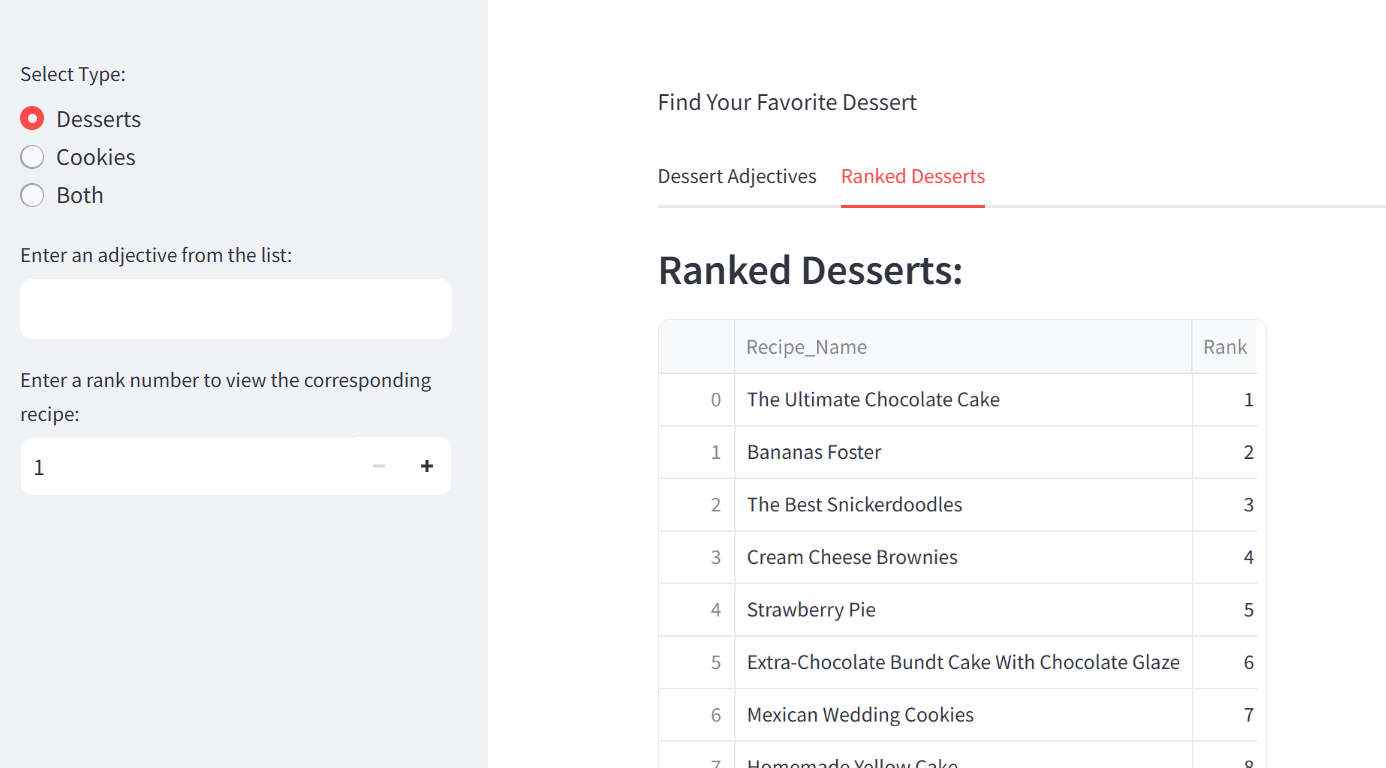 Select Type:
Desserts
Cookies
Both
Enter an adjective from the list:
Enter a rank number to view the corresponding
recipe:
1
Find Your Favorite Dessert
Dessert Adjectives Ranked Desserts
Ranked Desserts:
Recipe_Name Rank
0 The Ultimate Chocolate Cake 1
1 Bananas Foster 2
2 The Best Snickerdoodles 3
3 Cream Cheese Brownies 4
4 Strawberry Pie 5
5 Extra-Chocolate Bundt Cake With Chocolate Glaze 6
6 Mexican Wedding Cookies 7
7 Homemade Yellow Cake 8